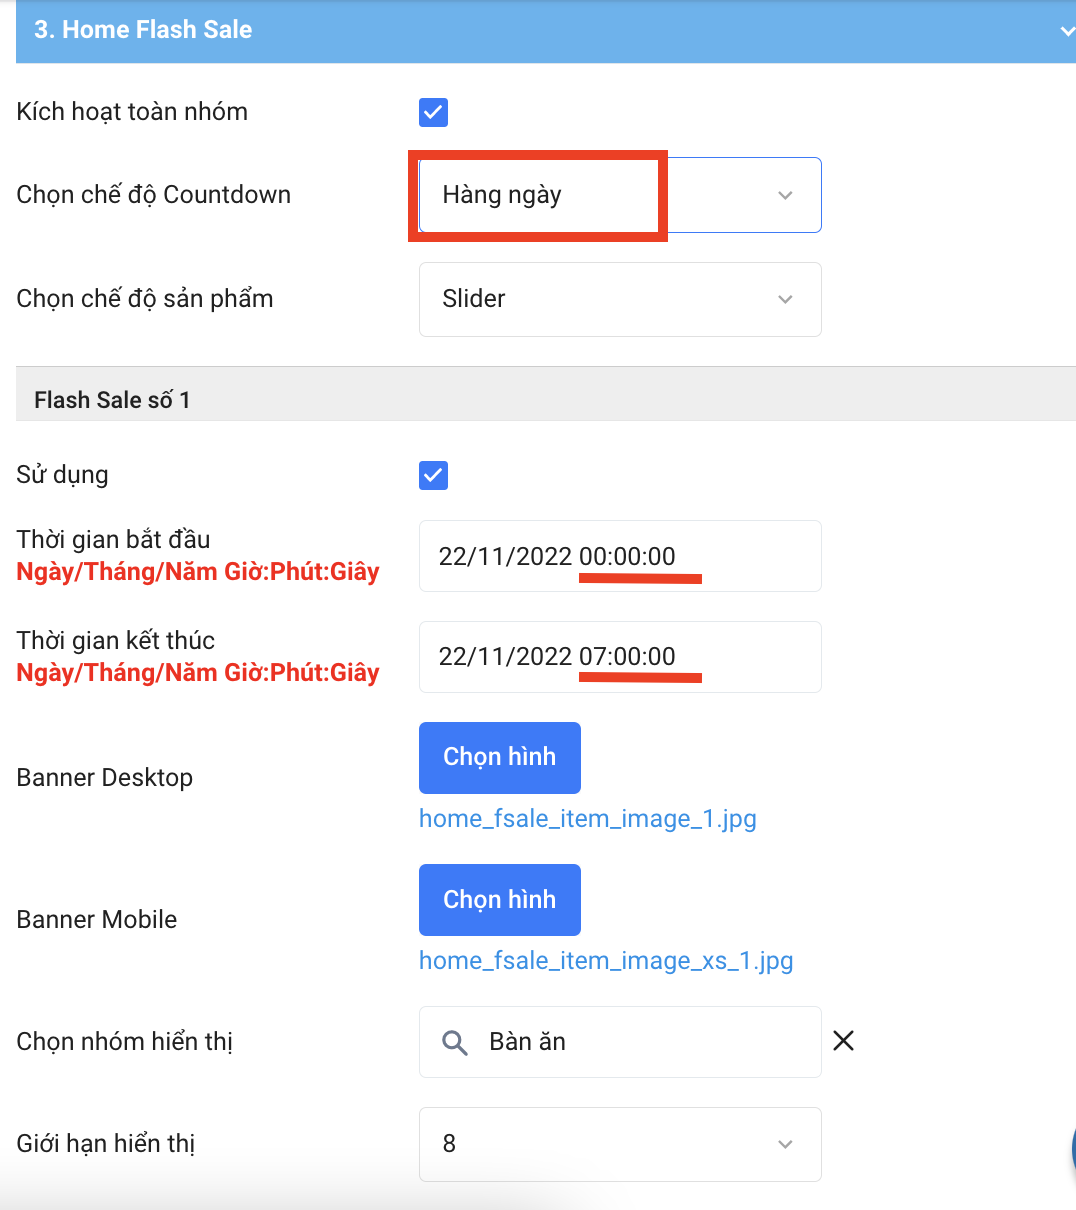 3. Home Flash Sale
Kích hoạt toàn nhóm
Chọn chế độ Countdown
Hàng ngày
Chọn chế độ sản phẩm
Slider
Flash Sale số 1
Sử dụng
Thời gian bắt đầu
Ngày/Tháng/Năm Giờ:Phút:Giây
22/11/2022 00:00:00
Thời gian kết thúc
Ngày/Tháng/Năm Giờ:Phút:Giây
22/11/2022 07:00:00
Banner Desktop
Chọn hình
home_fsale_item_image_1.jpg
Banner Mobile
Chọn hình
home_fsale_item_image_xs_1.jpg
Chọn nhóm hiển thị
Bàn ăn
Giới hạn hiển thị
8